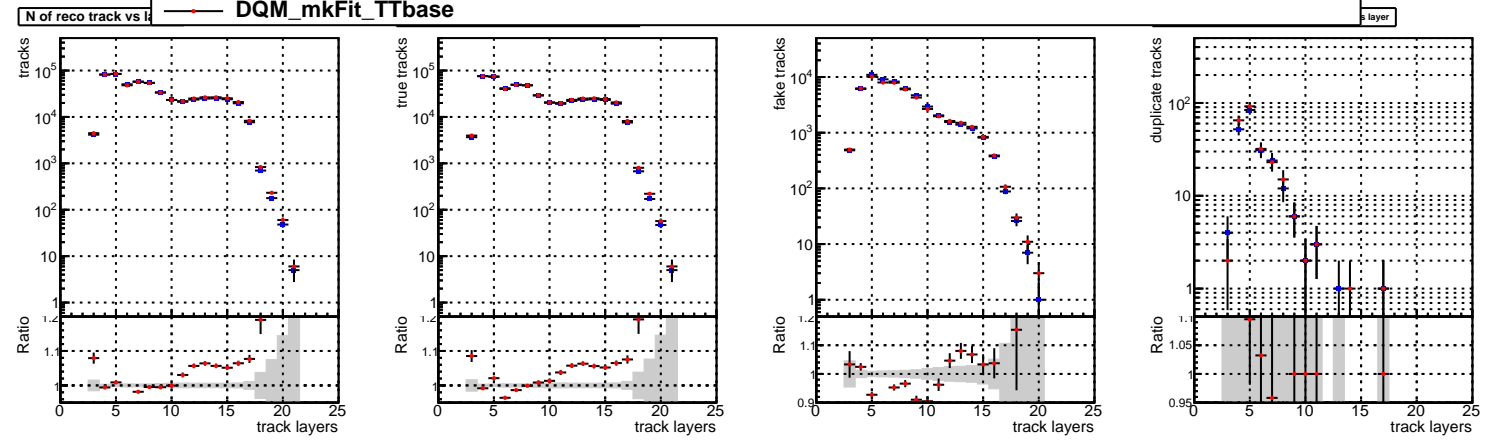 DQM_mkFit_TTbase
N of reco track vs l
s layer
tracks
10⁵
10⁴
10³
10²
10
1
Ratio
1.2
1.1
1
0 5 10 15 20 25
track layers
true tracks
10⁵
10⁴
10³
10²
10
1
Ratio
1.2
1.1
1
0 5 10 15 20 25
track layers
fake tracks
10⁴
10³
10²
10
1
Ratio
1.2
1.1
1
0.9
0 5 10 15 20 25
track layers
duplicate tracks
10²
10
1
Ratio
1.1
1.05
1
0.95
0 5 10 15 20 25
track layers